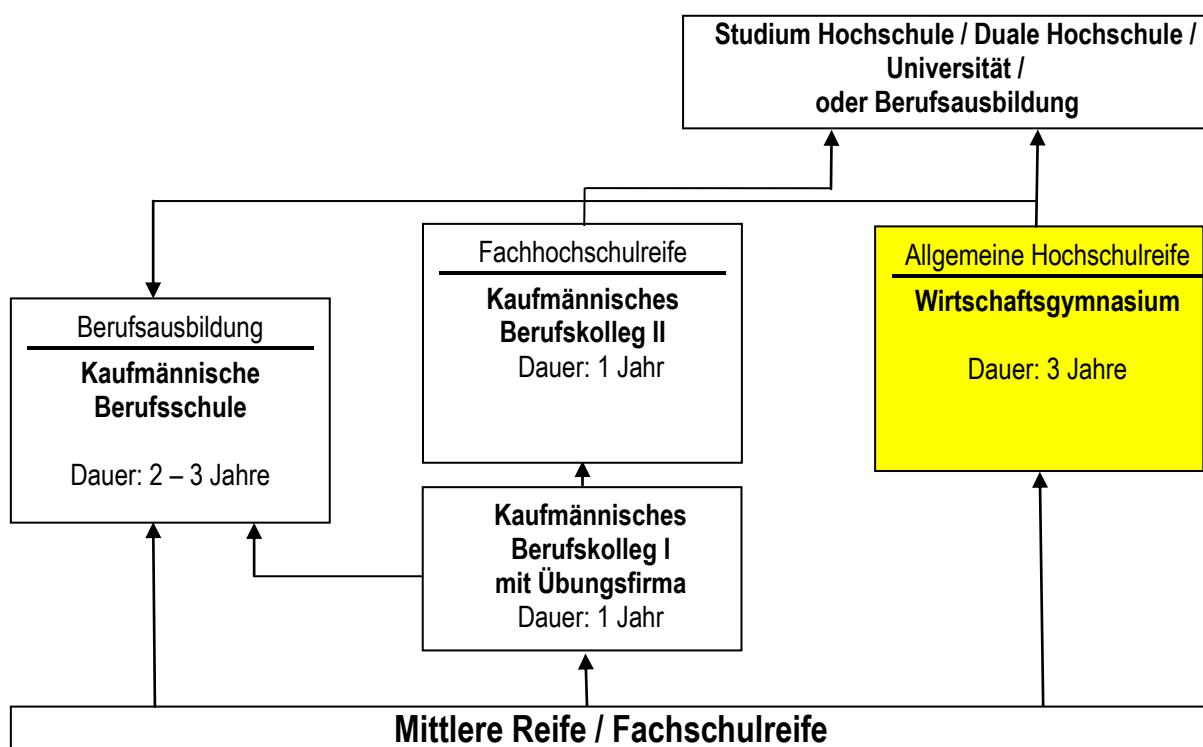 Studium Hochschule / Duale Hochschule /
Universität /
oder Berufsausbildung
Fachhochschulreife
Kaufmännisches
Berufskolleg II
Dauer: 1 Jahr
Allgemeine Hochschulreife
Wirtschaftsgymnasium
Dauer: 3 Jahre
Berufsausbildung
Kaufmännische
Berufsschule
Dauer: 2 – 3 Jahre
Kaufmännisches
Berufskolleg I
mit Übungsfirma
Dauer: 1 Jahr
Mittlere Reife / Fachschulreife